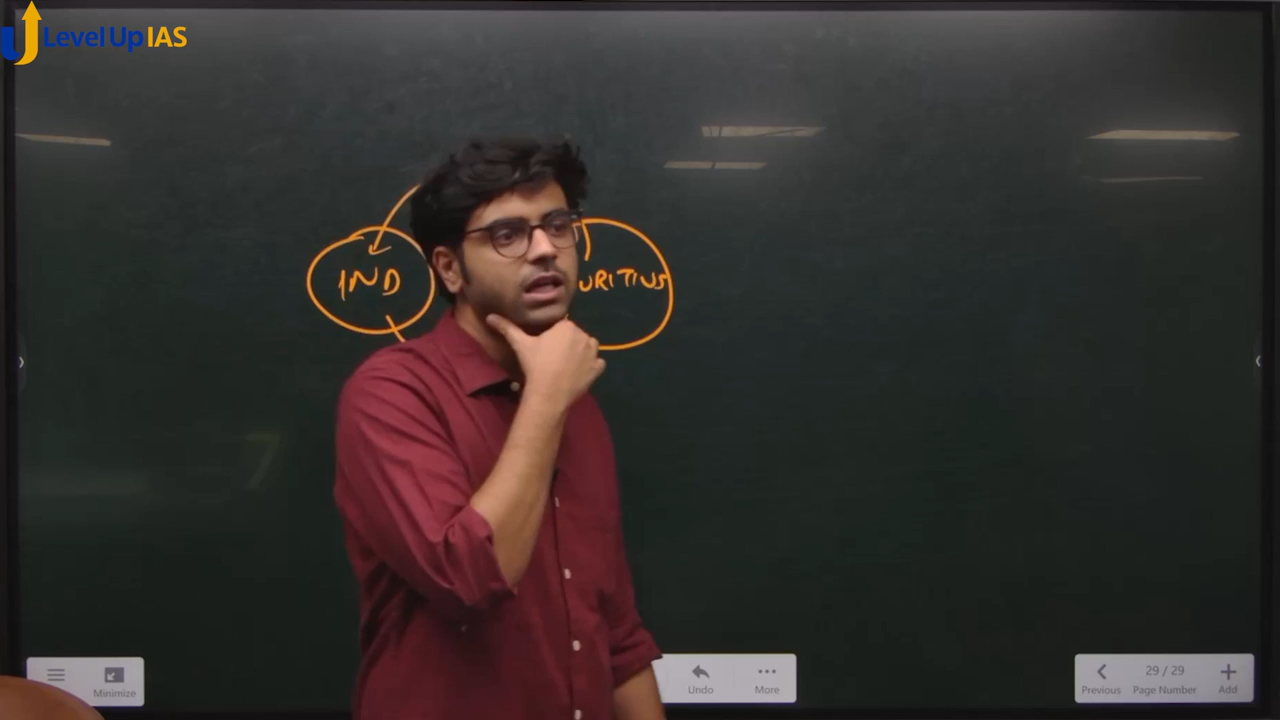 Level Up IAS
IND
URITIUS
Minimize
Undo
More
Previous
29 / 29
Page Number
Add